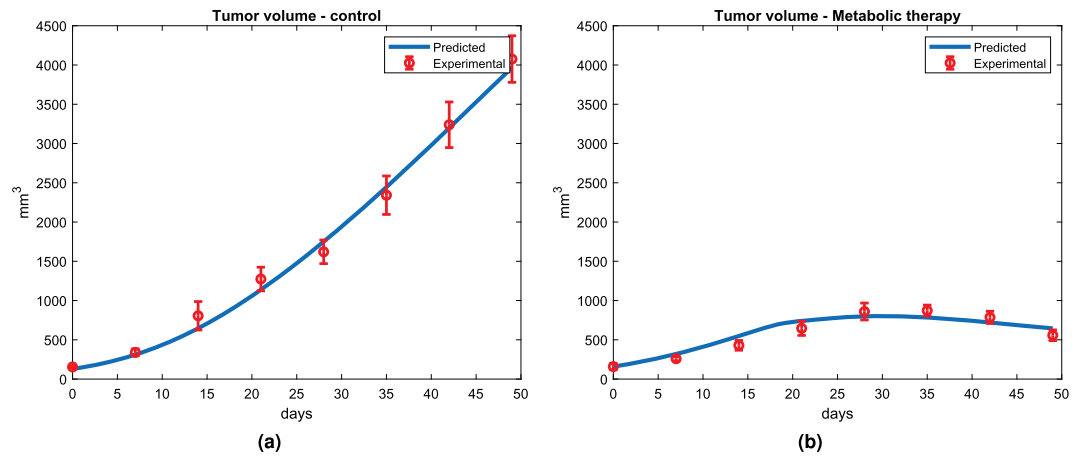 Tumor volume - control
4500
4000
3500
3000
2500
2000
1500
1000
500
0
mm3
0 5 10 15 20 25 30 35 40 45 50
days
Predicted
Experimental
(a)
Tumor volume - Metabolic therapy
4500
4000
3500
3000
2500
2000
1500
1000
500
0
mm3
0 5 10 15 20 25 30 35 40 45 50
days
Predicted
Experimental
(b)